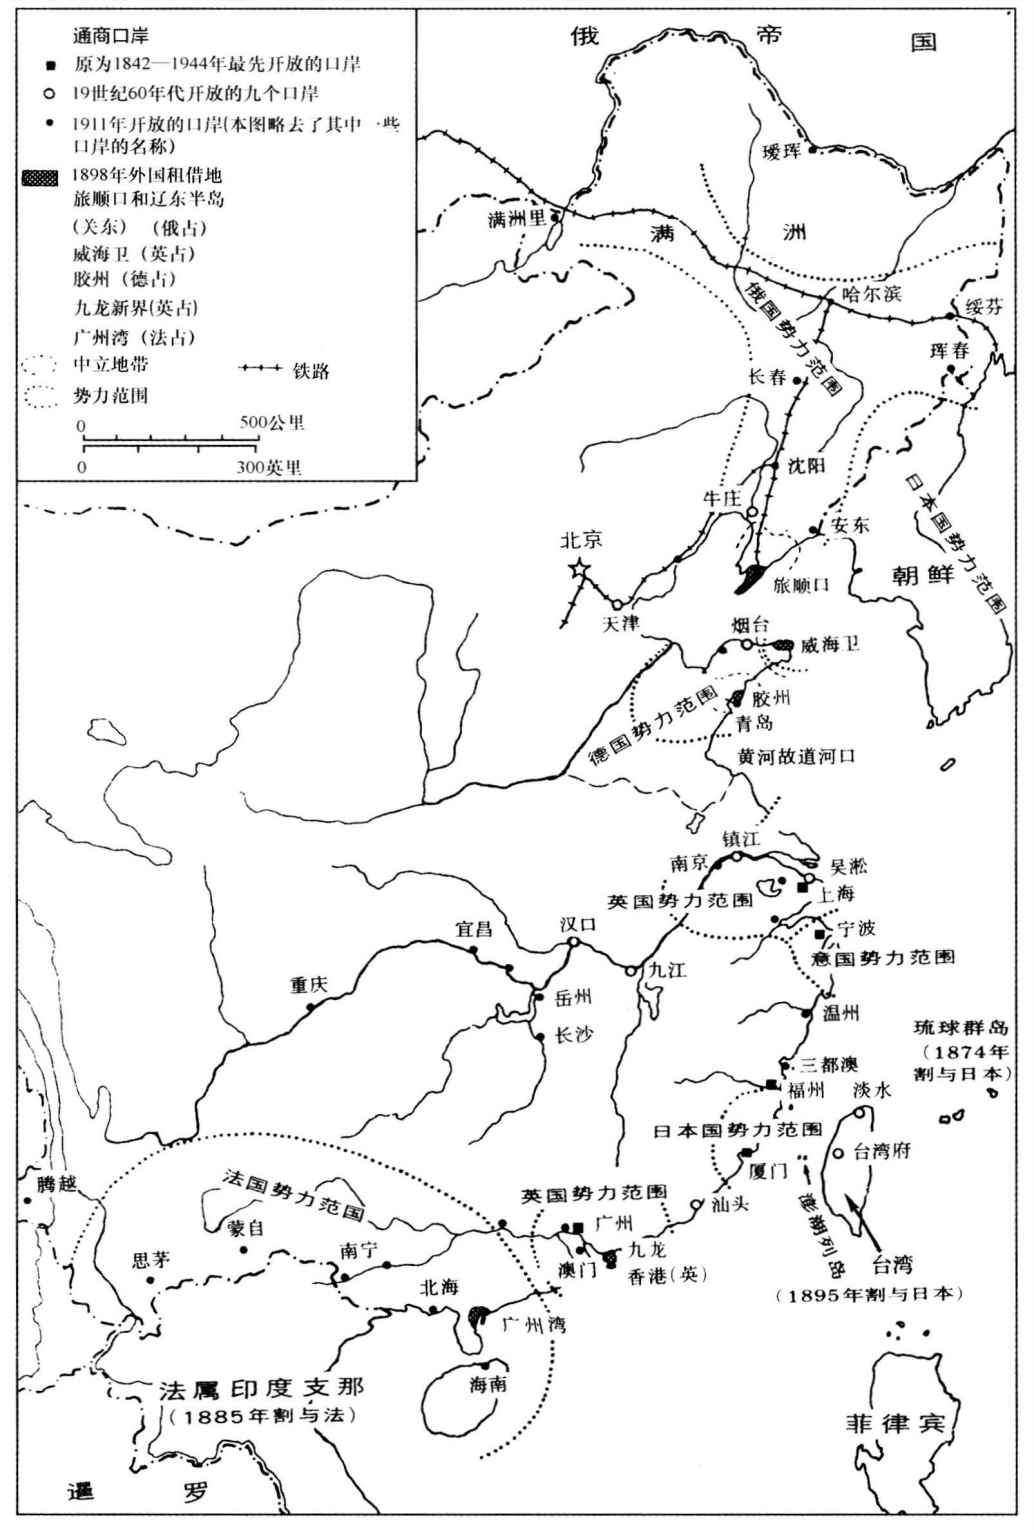 通商口岸
原为1842—1944年最先开放的口岸
19世纪60年代开放的九个口岸
1911年开放的口岸(本图略去了其中一些
口岸的名称)
1898年外国租借地
旅顺口和辽东半岛
(关东) (俄占)
威海卫 (英占)
胶州 (德占)
九龙新界(英占)
广州湾 (法占)
中立地带
铁路
势力范围
0 500公里
0 300英里
俄帝国
瑷珲
满洲里
满洲
哈尔滨
绥芬
俄国势力范围
珲春
长春
沈阳
日本国势力范围
牛庄
安东
北京
旅顺口
朝鲜
天津
烟台
威海卫
胶州
德国势力范围
青岛
黄河故道河口
镇江
南京
吴淞
英国势力范围
上海
宜昌
汉口
宁波
意国势力范围
重庆
九江
岳州
温州
长沙
琉球群岛
(1874年
割与日本)
三都澳
福州
淡水
日本国势力范围
台湾府
厦门
腾越
法国势力范围
英国势力范围
汕头
澎湖列岛
广州
蒙自
九龙
思茅
南宁
澳门
香港(英)
台湾
(1895年割与日本)
北海
广州湾
海南
法属印度支那
(1885年割与法)
菲律宾
暹罗